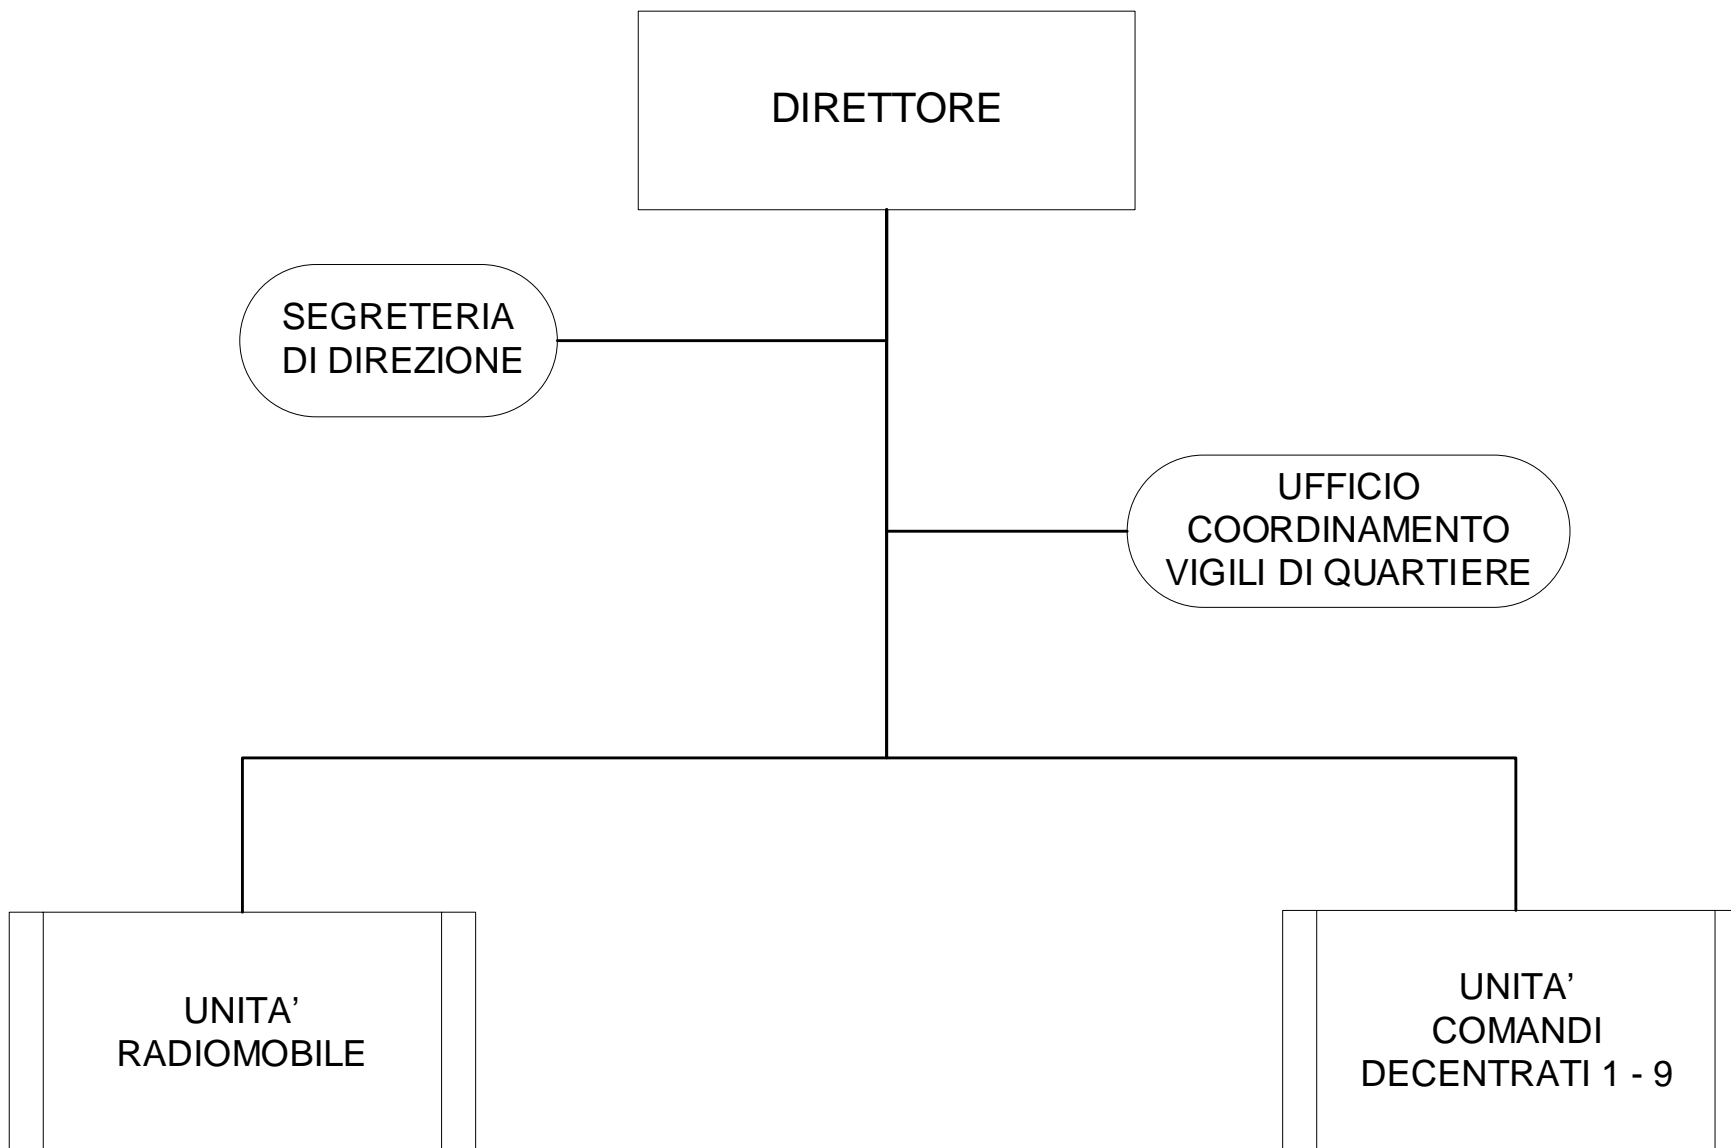 DIRETTORE
SEGRETERIA
DI DIREZIONE
UFFICIO
COORDINAMENTO
VIGILI DI QUARTIERE
UNITA’
RADIOMOBILE
UNITA’
COMANDI
DECENTRATI 1 - 9